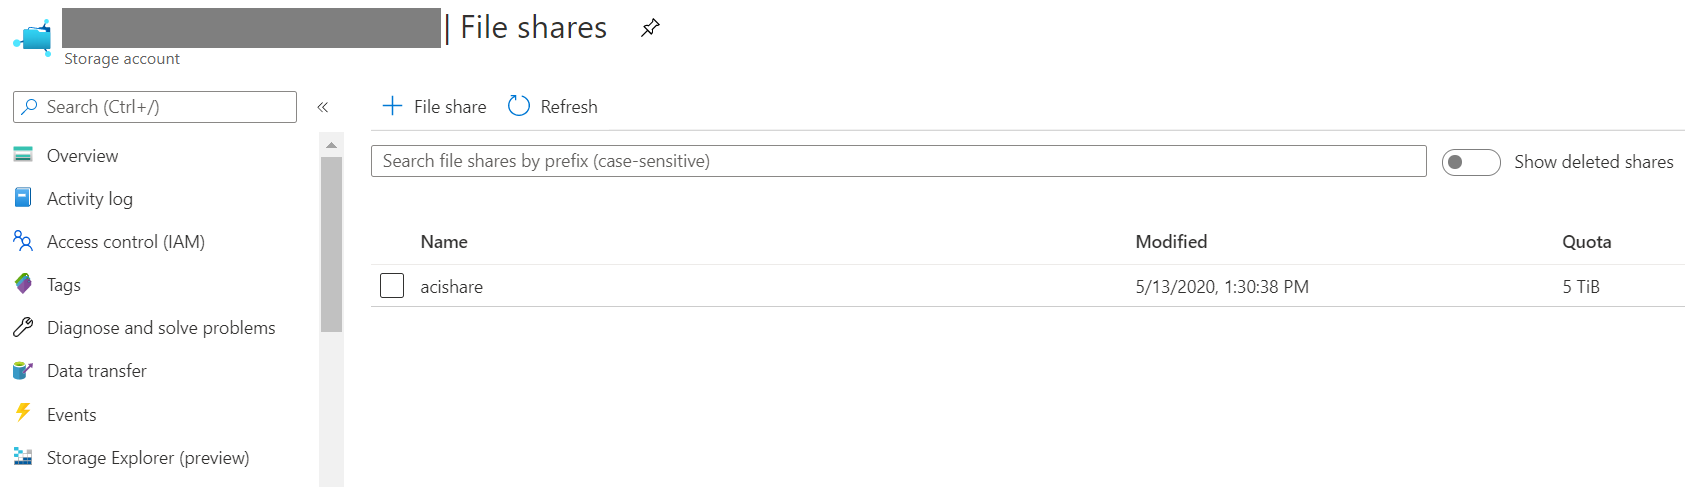 | File shares
Storage account
Search (Ctrl+/)
«
File share
Refresh
Overview
Activity log
Access control (IAM)
Tags
Diagnose and solve problems
Data transfer
Events
Storage Explorer (preview)
Search file shares by prefix (case-sensitive)
Show deleted shares
Name Modified Quota
acishare 5/13/2020, 1:30:38 PM 5 TiB